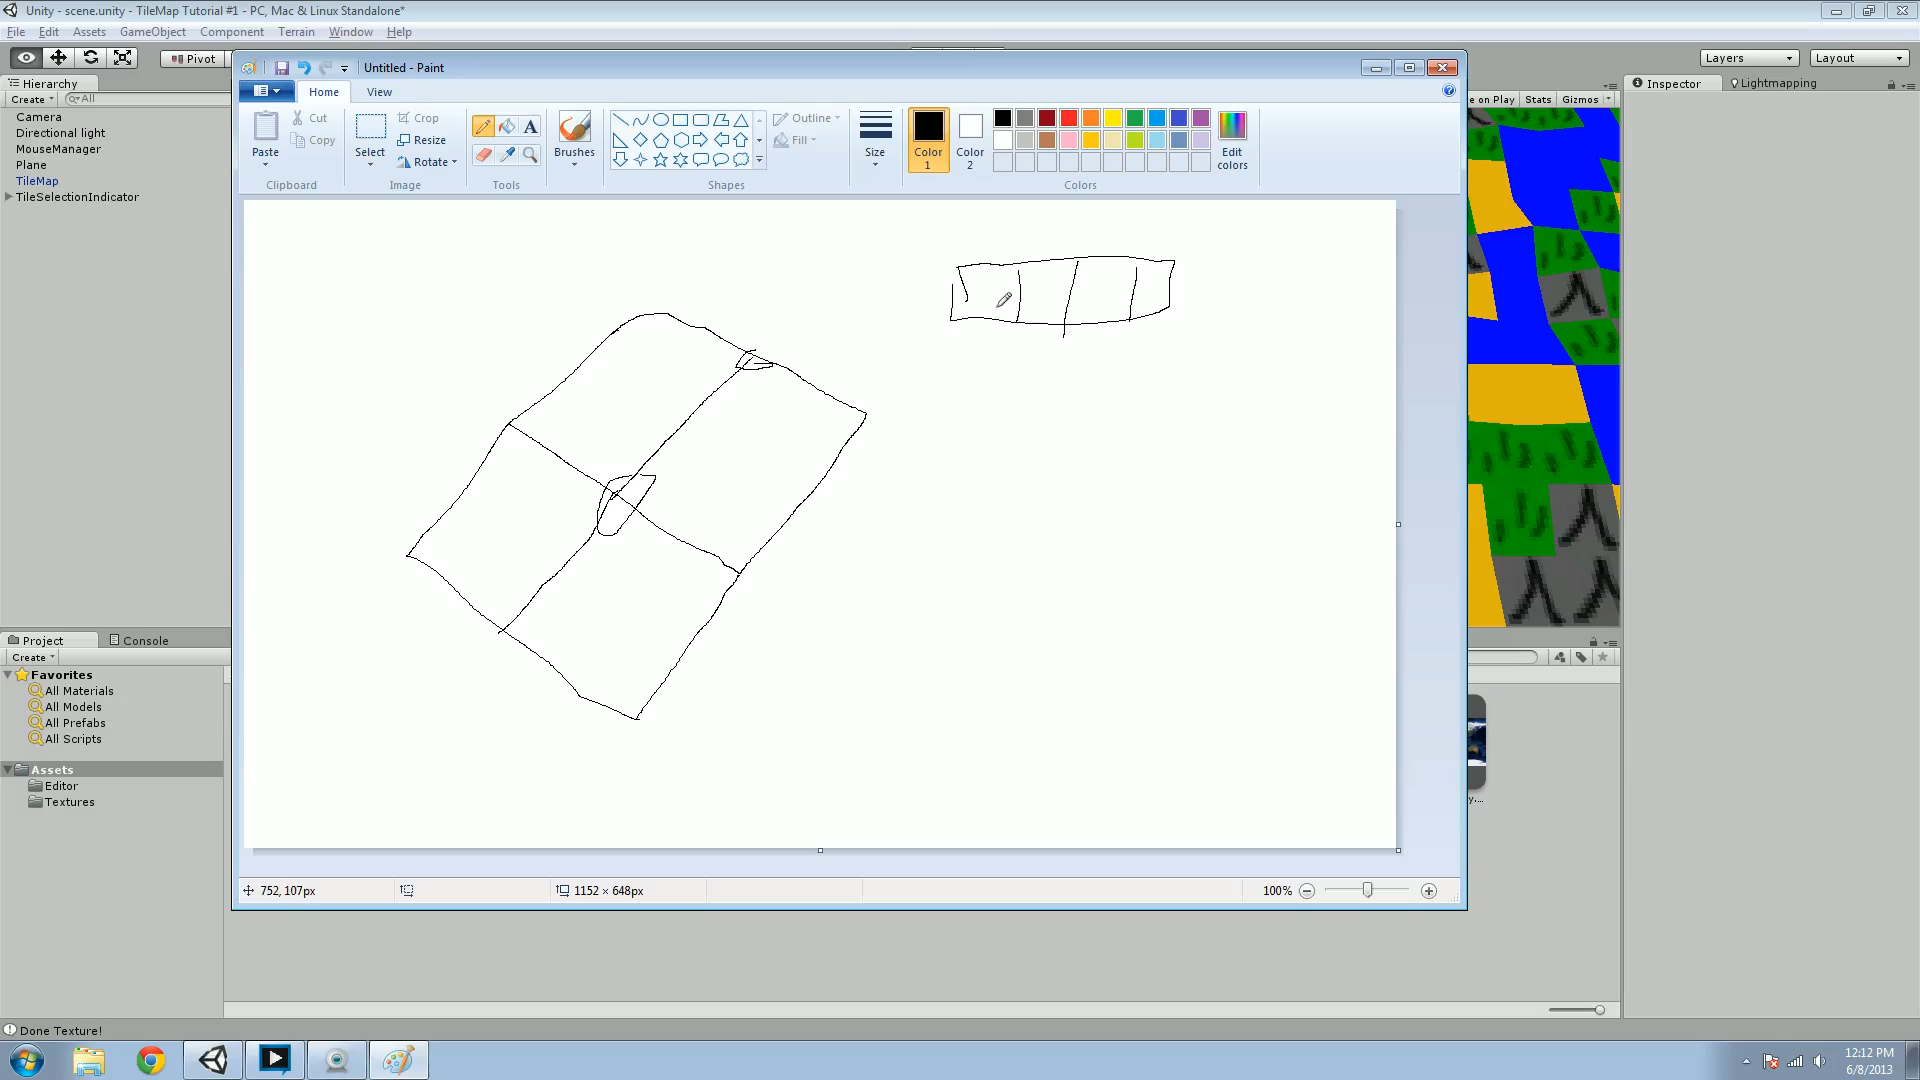 Unity - scene.unity - TileMap Tutorial #1 - PC, Mac & Linux Standalone*
File Edit Assets GameObject Component Terrain Window Help
Pivot
Layers
Layout
Untitled - Paint
Hierarchy
Create
All
Camera
Directional light
MouseManager
Plane
TileMap
TileSelectionIndicator
Home
View
Paste
Cut
Copy
Clipboard
Select
Crop
Resize
Rotate
Image
A
Tools
Brushes
Shapes
Outline
Fill
Size
Color
1
Color
2
Edit
colors
Colors
e on Play
Stats
Gizmos
Inspector
Lightmapping
752, 107px
1152 × 648px
100%
Project
Console
Create
Favorites
All Materials
All Models
All Prefabs
All Scripts
Assets
Editor
Textures
y,...
Done Texture!
12:12 PM
6/8/2013